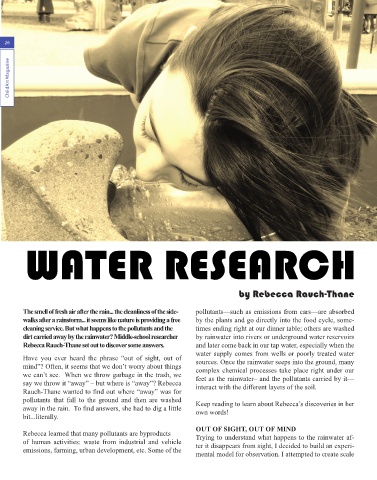 28
Odyssey Magazine
WATER RESEARCH
by Rebecca Rauch-Thane
The smell of fresh air after the rain... the cleanliness of the side-
walks after a rainstorm... it seems like nature is providing a free
cleaning service. But what happens to the pollutants and the
dirt carried away by the rainwater? Middle-school researcher
Rebecca Rauch-Thane set out to discover some answers.
Have you ever heard the phrase “out of sight, out of
mind”? Often, it seems that we don’t worry about things
we can’t see. When we throw garbage in the trash, we
say we throw it “away” – but where is “away”? Rebecca
Rauch-Thane wanted to find out where “away” was for
pollutants that fall to the ground and then are washed
away in the rain. To find answers, she had to dig a little
bit...literally.
Rebecca learned that many pollutants are byproducts
of human activities: waste from industrial and vehicle
emissions, farming, urban development, etc. Some of the
pollutants—such as emissions from cars—are absorbed
by the plants and go directly into the food cycle, some-
times ending right at our dinner table; others are washed
by rainwater into rivers or underground water reservoirs
and later come back in our tap water, especially when the
water supply comes from wells or poorly treated water
sources. Once the rainwater seeps into the ground, many
complex chemical processes take place right under our
feet as the rainwater– and the pollutants carried by it—
interact with the different layers of the soil.
Keep reading to learn about Rebecca’s discoveries in her
own words!
OUT OF SIGHT, OUT OF MIND
Trying to understand what happens to the rainwater af-
ter it disappears from sight, I decided to build an experi-
mental model for observation. I attempted to create scale